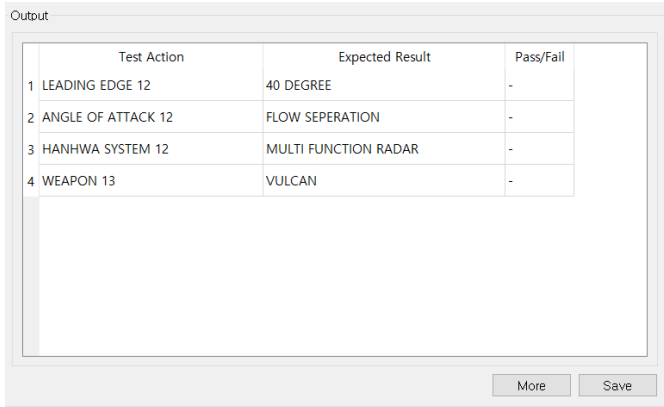 Output
Test Action Expected Result Pass/Fail
1 LEADING EDGE 12 40 DEGREE -
2 ANGLE OF ATTACK 12 FLOW SEPERATION -
3 HANHWA SYSTEM 12 MULTI FUNCTION RADAR -
4 WEAPON 13 VULCAN -
More Save